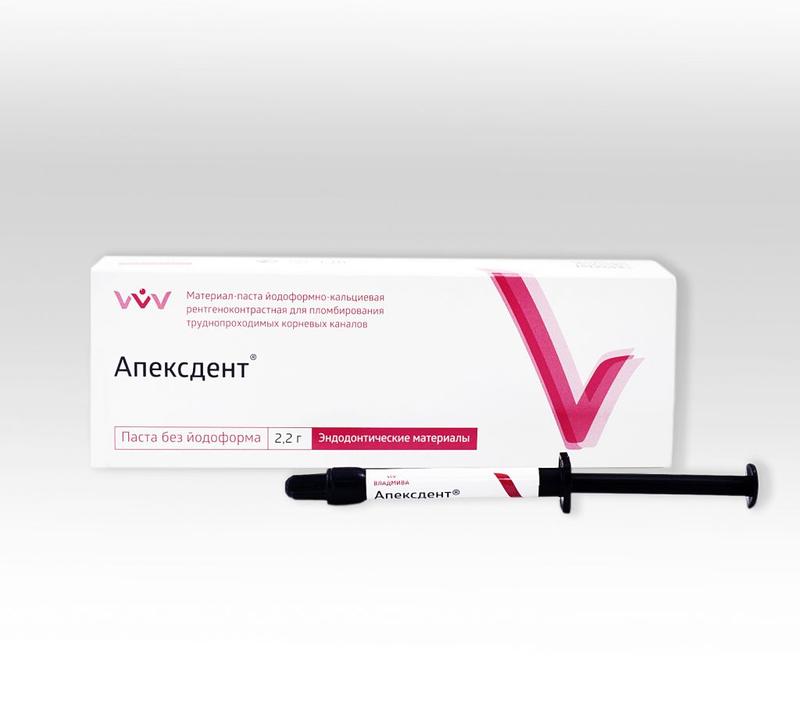 Материал-паста йодоформно-кальциевая
рентгеноконтрастная для пломбирования
труднопроходимых корневых каналов
Апексдент®
Паста без йодоформа 2,2 г Эндодонтические материалы
ВЛАДМИВА
Апексдент®